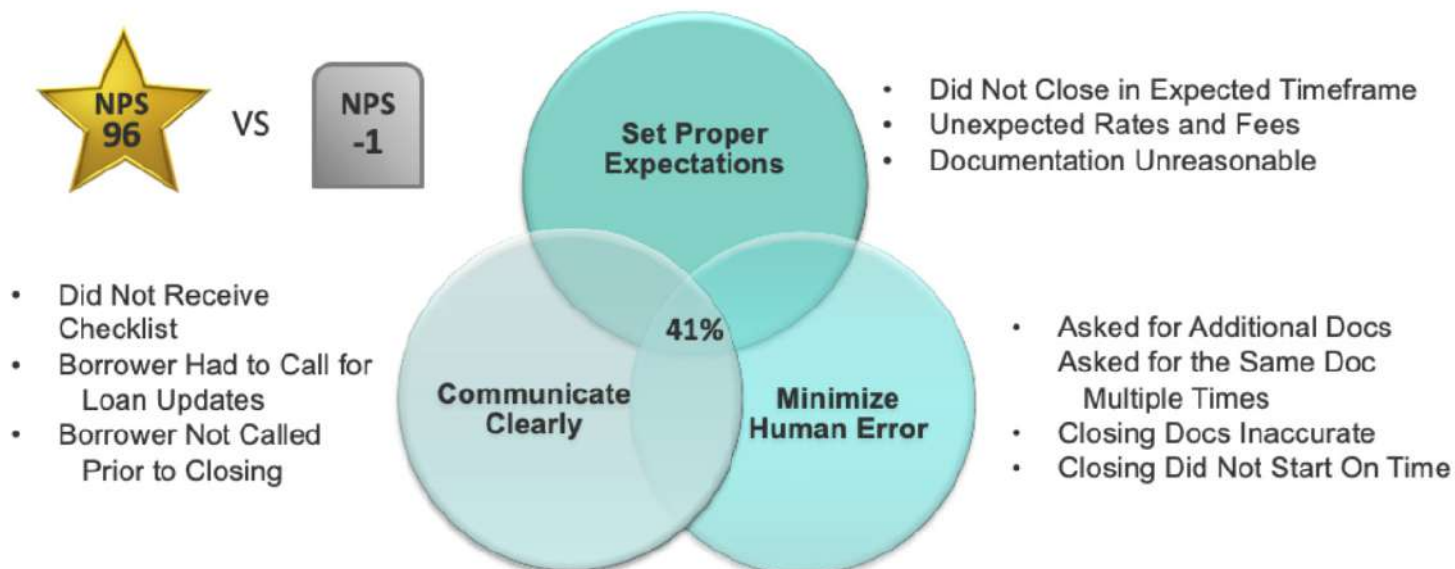 NPS
96
VS
NPS
-1
Set Proper
Expectations
• Did Not Close in Expected Timeframe
• Unexpected Rates and Fees
• Documentation Unreasonable
• Did Not Receive
Checklist
• Borrower Had to Call for
Loan Updates
• Borrower Not Called
Prior to Closing
41%
Communicate
Clearly
Minimize
Human Error
• Asked for Additional Docs
Asked for the Same Doc
Multiple Times
• Closing Docs Inaccurate
• Closing Did Not Start On Time